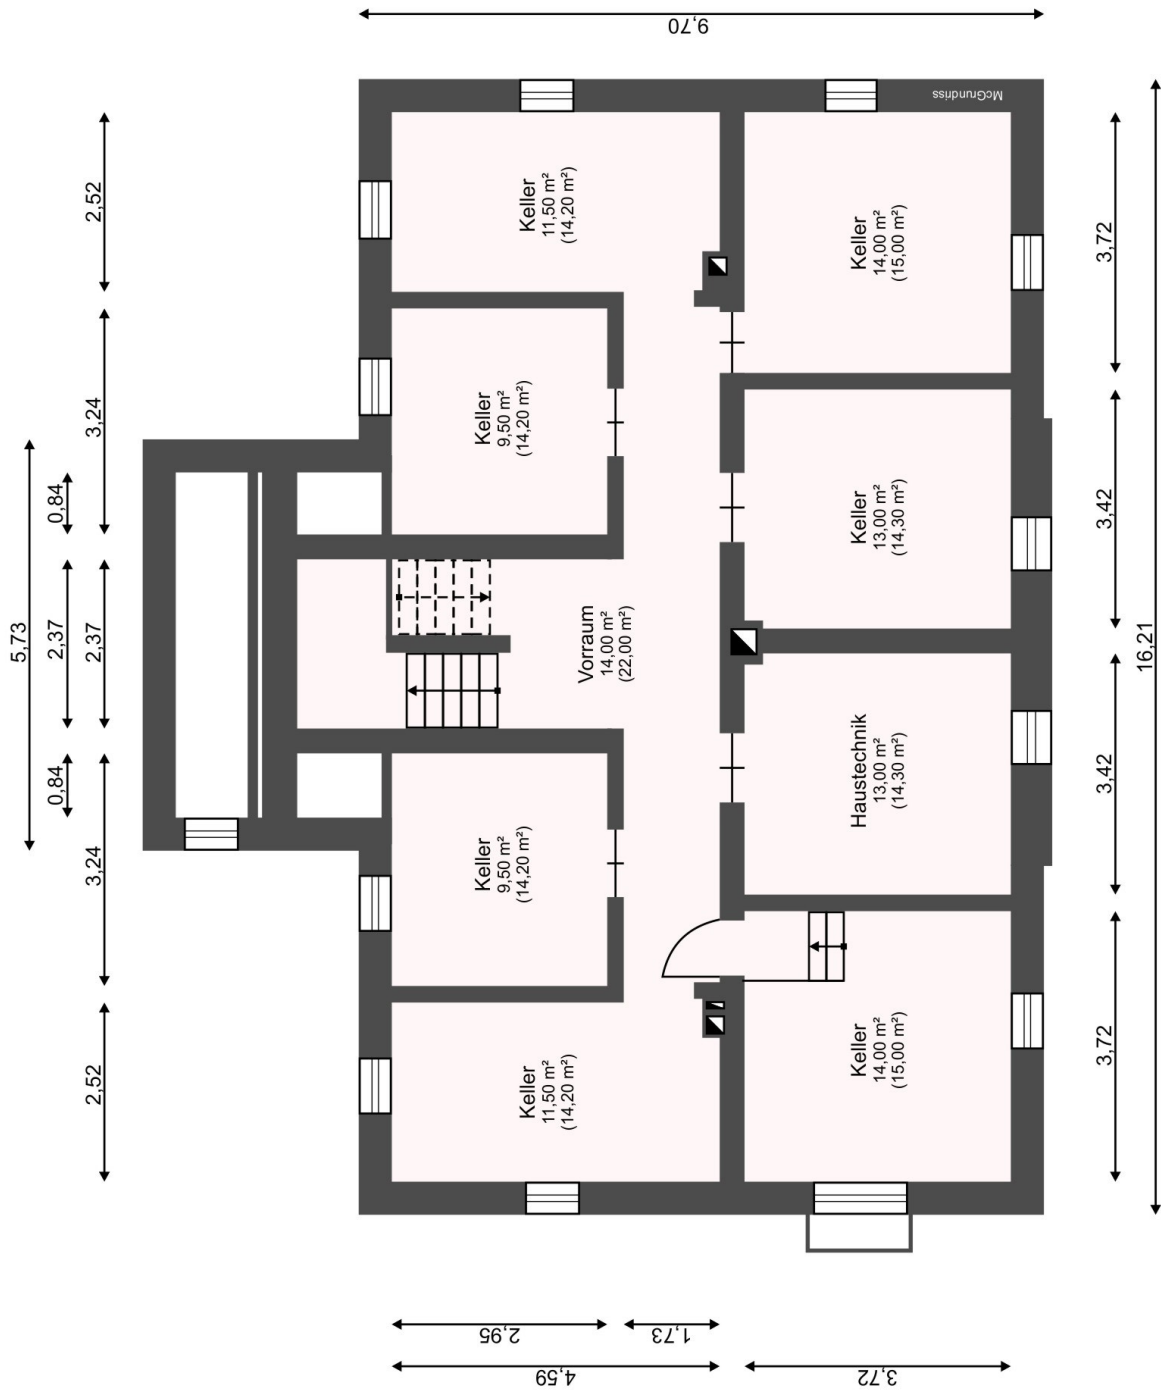 9,70
McGrundriss
2,52
3,24
0,84
5,73
2,37
2,37
0,84
3,24
2,52
Keller
11,50 m²
(14,20 m²)
Keller
14,00 m²
(15,00 m²)
Keller
9,50 m²
(14,20 m²)
Keller
13,00 m²
(14,30 m²)
Vorraum
14,00 m²
(22,00 m²)
Haustechnik
13,00 m²
(14,30 m²)
Keller
9,50 m²
(14,20 m²)
Keller
11,50 m²
(14,20 m²)
Keller
14,00 m²
(15,00 m²)
3,72
3,42
16,21
3,42
3,72
2,95
1,73
4,59
3,72